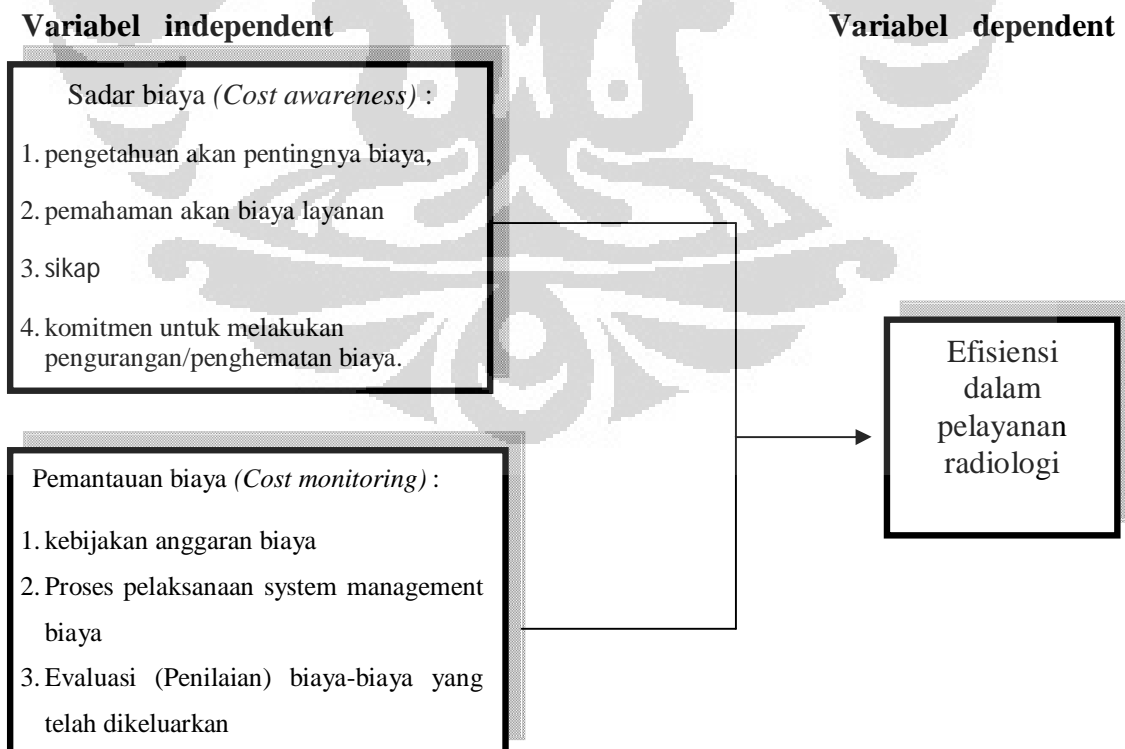 Variabel independent
Variabel dependent
Sadar biaya (Cost awareness) :
1. pengetahuan akan pentingnya biaya,
2. pemahaman akan biaya layanan
3. sikap
4. komitmen untuk melakukan
pengurangan/penghematan biaya.
Pemantauan biaya (Cost monitoring) :
1. kebijakan anggaran biaya
2. Proses pelaksanaan system management
biaya
3. Evaluasi (Penilaian) biaya-biaya yang
telah dikeluarkan
Efisiensi
dalam
pelayanan
radiologi